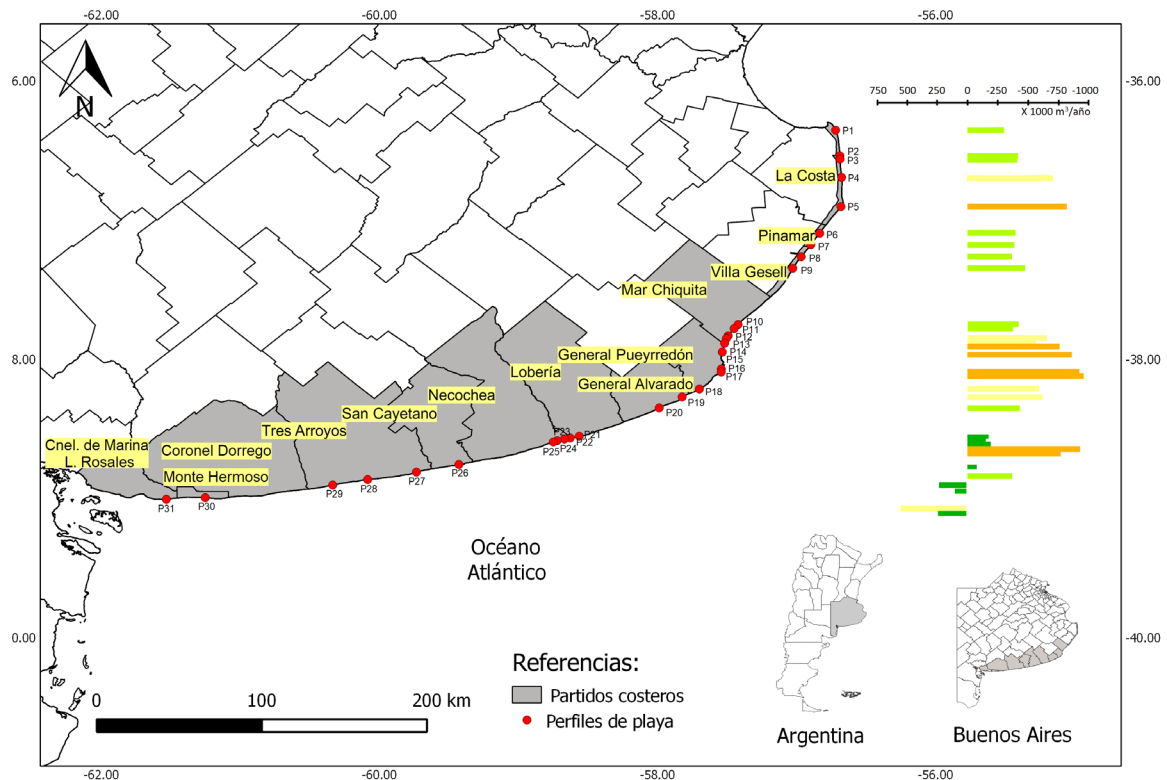 -62.00
-60.00
-58.00
-56.00
6.00
-36.00
N
750
500
250
0
-250
-500
-750
-1000
X 1000 m³/año
P1
P2
P3
La Costa
P4
P5
Pinamar
P6
P7
P8
Villa Gesell
P9
Mar Chiquita
P10
P11
P12
P13
General Pueyrredón
P14
8.00
-38.00
P15
Lobería
P16
P17
General Alvarado
P18
Necochea
P19
San Cayetano
P20
Tres Arroyos
P23
P21
P22
P24
P25
Cnel. de Marina
L. Rosales
Coronel Dorrego
P26
Monte Hermoso
P27
P28
P29
P30
P31
Océano
Atlántico
0.00
-40.00
Referencias:
Partidos costeros
Perfiles de playa
0
100
200 km
Argentina
Buenos Aires
-62.00
-60.00
-58.00
-56.00